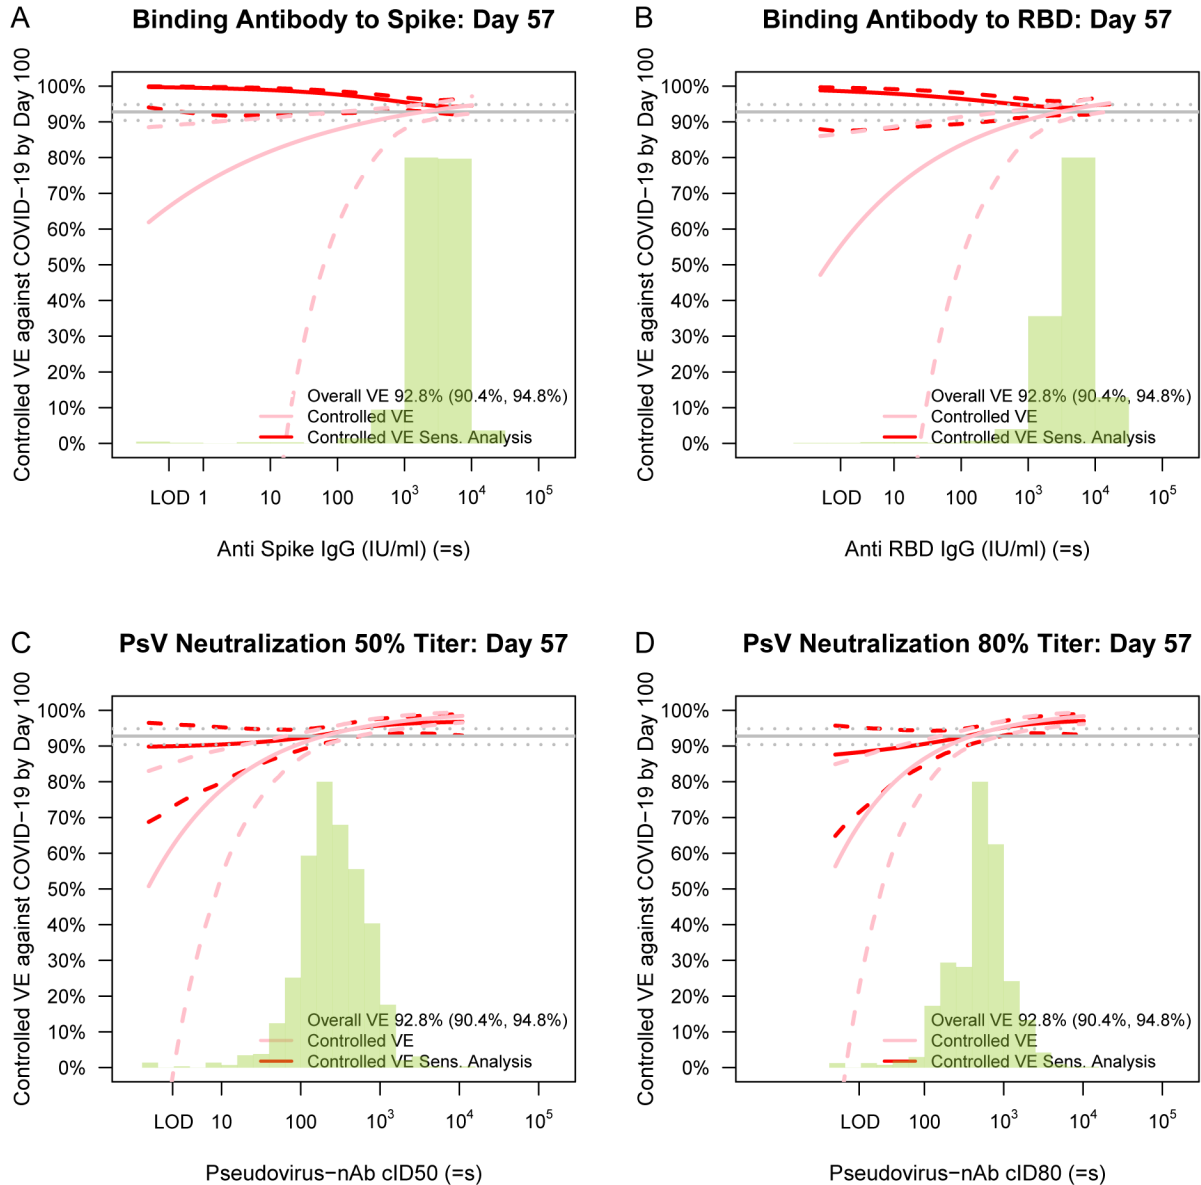 A
Binding Antibody to Spike: Day 57
Controlled VE against COVID−19 by Day 100
100%
90%
80%
70%
60%
50%
40%
30%
20%
10%
0%
Overall VE 92.8% (90.4%, 94.8%)
Controlled VE
Controlled VE Sens. Analysis
LOD 1 10 100 10³ 10⁴ 10⁵
Anti Spike IgG (IU/ml) (=s)
B
Binding Antibody to RBD: Day 57
Controlled VE against COVID−19 by Day 100
100%
90%
80%
70%
60%
50%
40%
30%
20%
10%
0%
Overall VE 92.8% (90.4%, 94.8%)
Controlled VE
Controlled VE Sens. Analysis
LOD 10 100 10³ 10⁴ 10⁵
Anti RBD IgG (IU/ml) (=s)
C
PsV Neutralization 50% Titer: Day 57
Controlled VE against COVID−19 by Day 100
100%
90%
80%
70%
60%
50%
40%
30%
20%
10%
0%
Overall VE 92.8% (90.4%, 94.8%)
Controlled VE
Controlled VE Sens. Analysis
LOD 10 100 10³ 10⁴ 10⁵
Pseudovirus−nAb cID50 (=s)
D
PsV Neutralization 80% Titer: Day 57
Controlled VE against COVID−19 by Day 100
100%
90%
80%
70%
60%
50%
40%
30%
20%
10%
0%
Overall VE 92.8% (90.4%, 94.8%)
Controlled VE
Controlled VE Sens. Analysis
LOD 100 10³ 10⁴ 10⁵
Pseudovirus−nAb cID80 (=s)